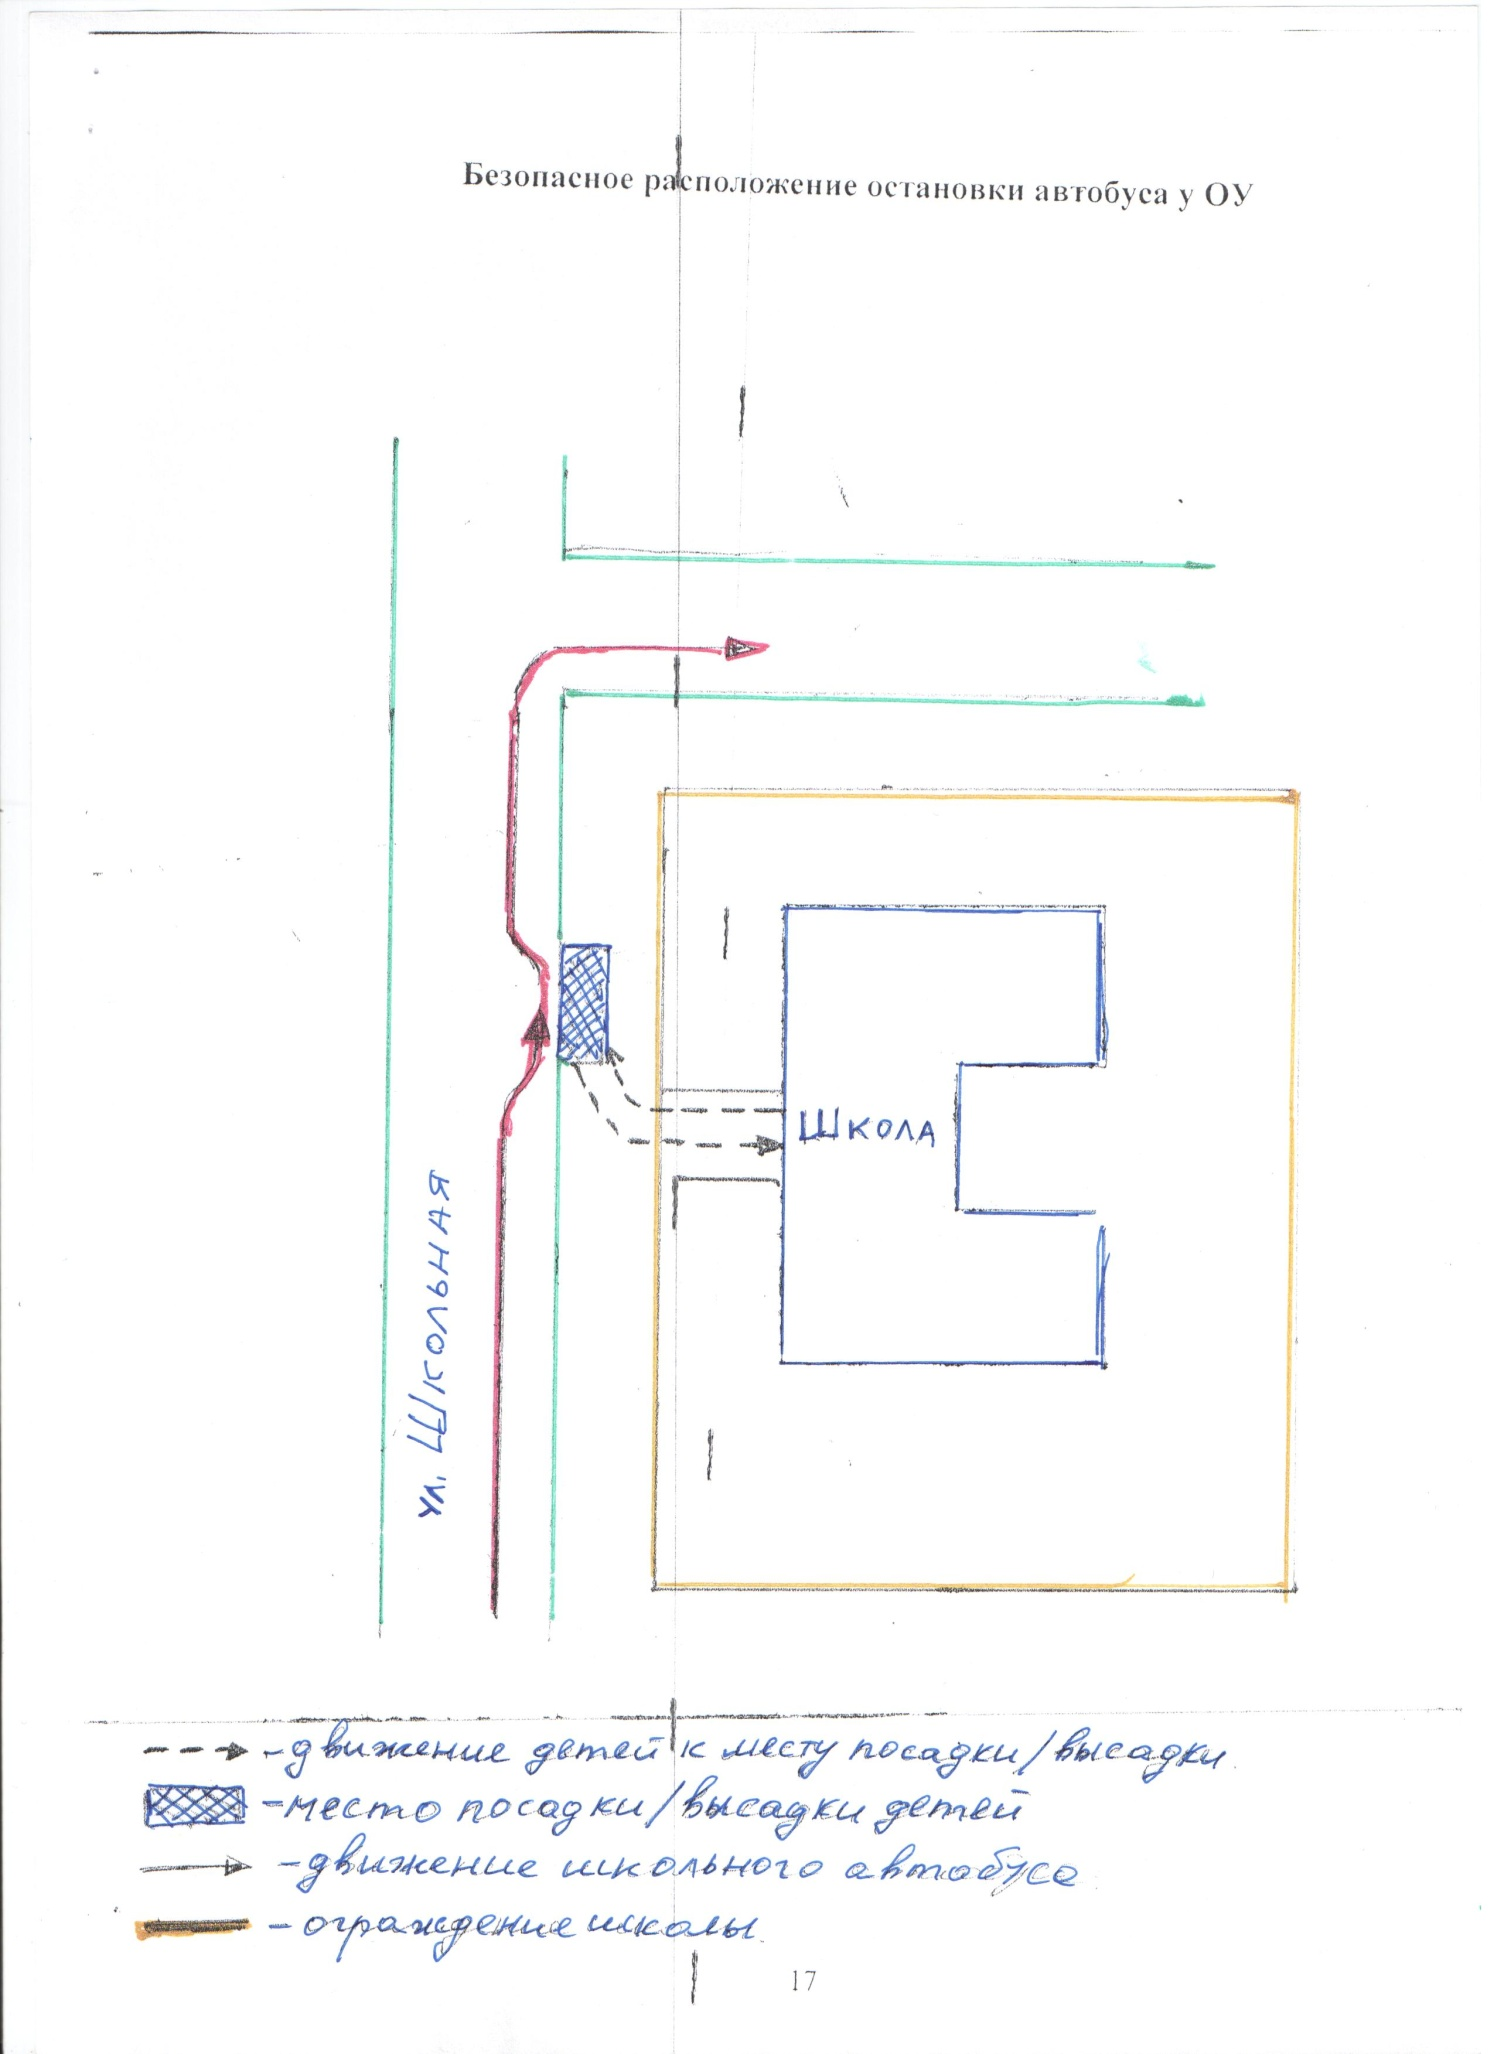 Безопасное расположение остановки автобуса у ОУ
Школа
ул. Школьная
- движение детей к месту посадки/высадки
- место посадки/высадки детей
- движение школьного автобуса
- ограждение школы.
17